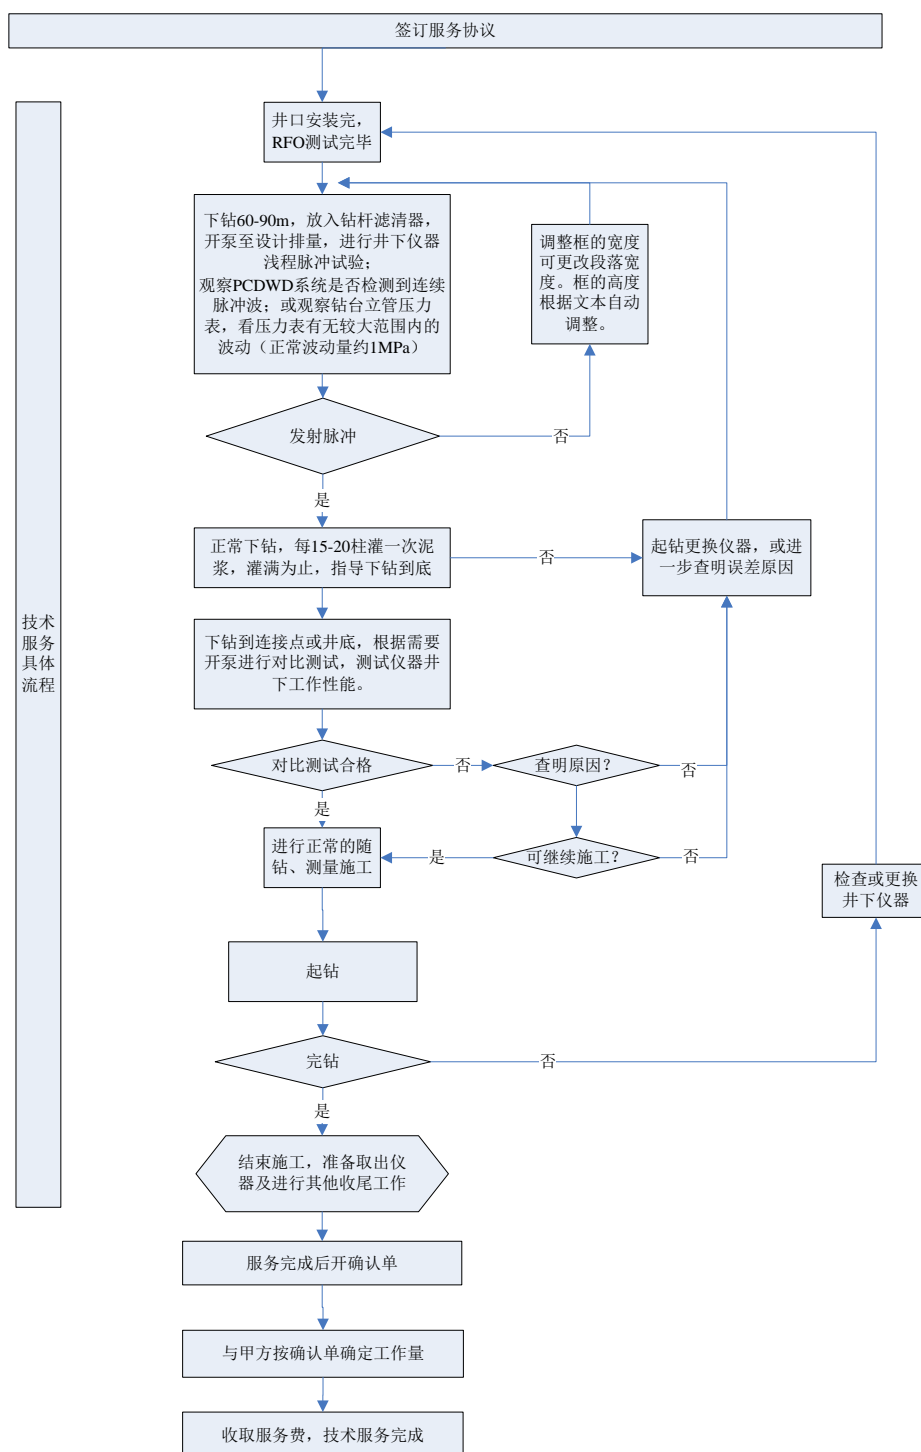 签订服务协议
井口安装完，
RFO测试完毕
下钻60-90m，放入钻杆滤清器，
开泵至设计排量，进行井下仪器
浅程脉冲试验；
观察PCDWD系统是否检测到连续
脉冲波；或观察钻台立管压力
表，看压力表有无较大范围内的
波动（正常波动量约1MPa）
调整框的宽度
可更改段落宽
度。框的高度
根据文本自动
调整。
发射脉冲
否
是
正常下钻，每15-20柱灌一次泥
浆，灌满为止，指导下钻到底
否
起钻更换仪器，或进
一步查明误差原因
技术
服务
具体
流程
下钻到连接点或井底，根据需要
开泵进行对比测试，测试仪器井
下工作性能。
对比测试合格
否
查明原因？
否
是
进行正常的随
钻、测量施工
是
可继续施工？
否
检查或更换
井下仪器
起钻
完钻
否
是
结束施工，准备取出仪
器及进行其他收尾工作
服务完成后开确认单
与甲方按确认单确定工作量
收取服务费，技术服务完成